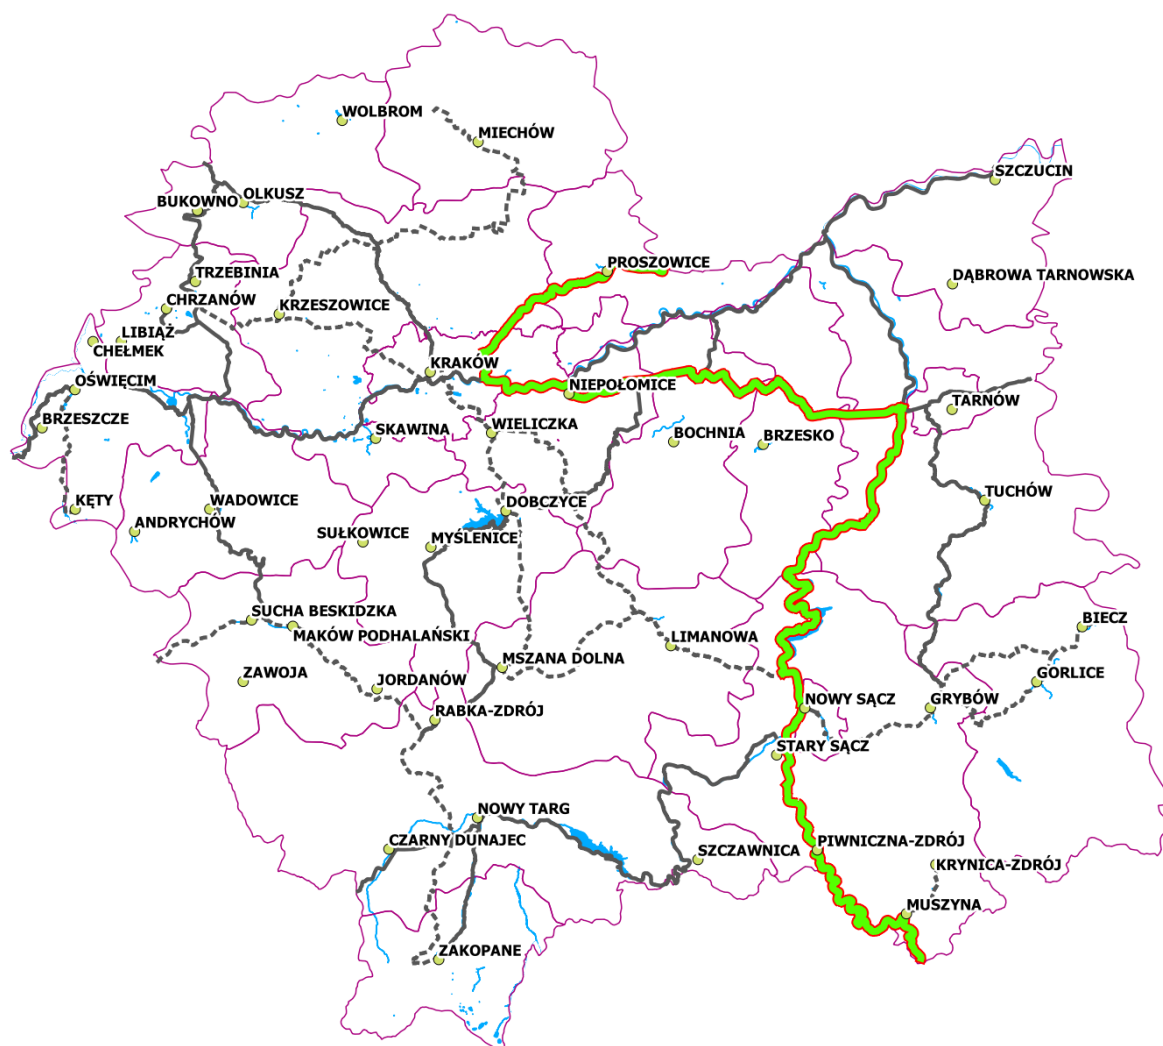 WOLBROM
MIECHÓW
SZCZUCIN
OLKUSZ
BUKOWNO
PROSZOWICE
TRZEBINIA
DĄBROWA TARNOWSKA
CHRZANÓW
KRZESZOWICE
LIBIĄŻ
CHEŁMEK
KRAKÓW
OŚWIĘCIM
NIEPOŁOMICE
TARNÓW
BRZESZCZE
SKAWINA
WIELICZKA
BOCHNIA
BRZESKO
KĘTY
WADOWICE
DOBCZYCE
TUCHÓW
ANDRYCHÓW
SUŁKOWICE
MYŚLENICE
SUCHA BESKIDZKA
BIECZ
MAKÓW PODHALAŃSKI
LIMANOWA
MSZANA DOLNA
ZAWOJA
JORDANÓW
GORLICE
RABKA-ZDRÓJ
NOWY SĄCZ
GRYBÓW
STARY SĄCZ
NOWY TARG
CZARNY DUNAJEC
SZCZAWNICA
PIWNICZNA-ZDRÓJ
KRYNICA-ZDRÓJ
MUSZYNA
ZAKOPANE